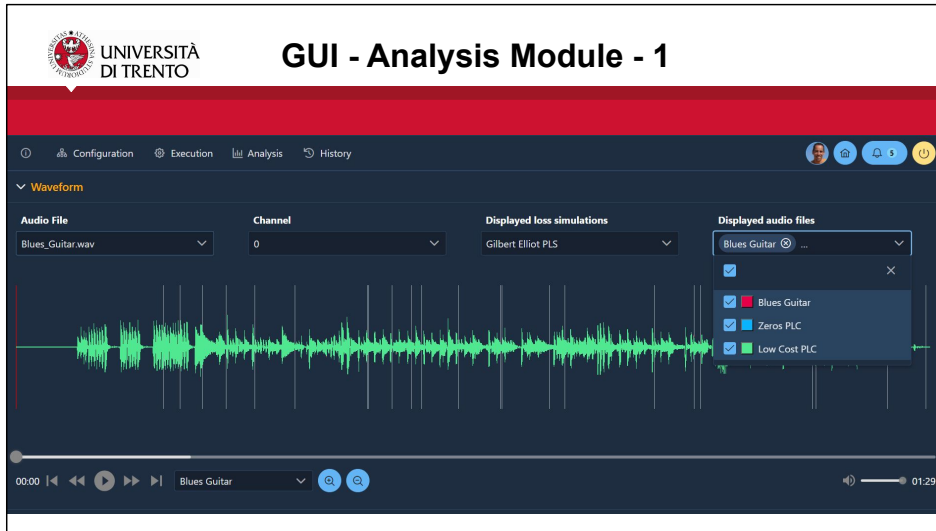 UNIVERSITÀ
DI TRENTO
GUI - Analysis Module - 1
Configuration Execution Analysis History 5
Waveform
Audio File Channel Displayed loss simulations Displayed audio files
Blues_Guitar.wav 0 Gilbert Elliot PLS Blues Guitar ...
Blues Guitar
Zeros PLC
Low Cost PLC
00:00 Blues Guitar 01:29